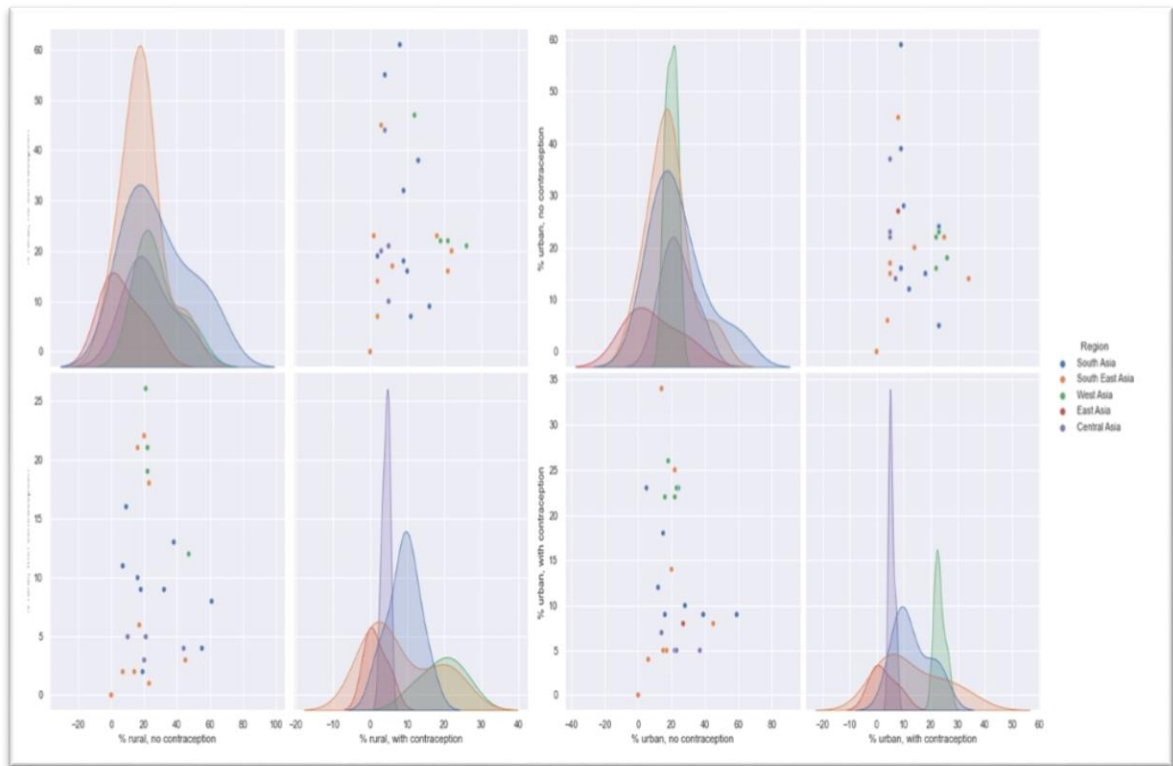 60
50
40
30
20
10
0
60
50
40
30
20
10
0
% urban, no contraception
Region
South Asia
South East Asia
West Asia
East Asia
Central Asia
25
20
15
10
5
0
-20 0 20 40 60 80 100
% rural, no contraception
-10 0 10 20 30 40
% rural, with contraception
35
30
25
20
15
10
5
0
% urban, with contraception
-40 -20 0 20 40 60 80
% urban, no contraception
-20 -10 0 10 20 30 40 50 60
% urban, with contraception